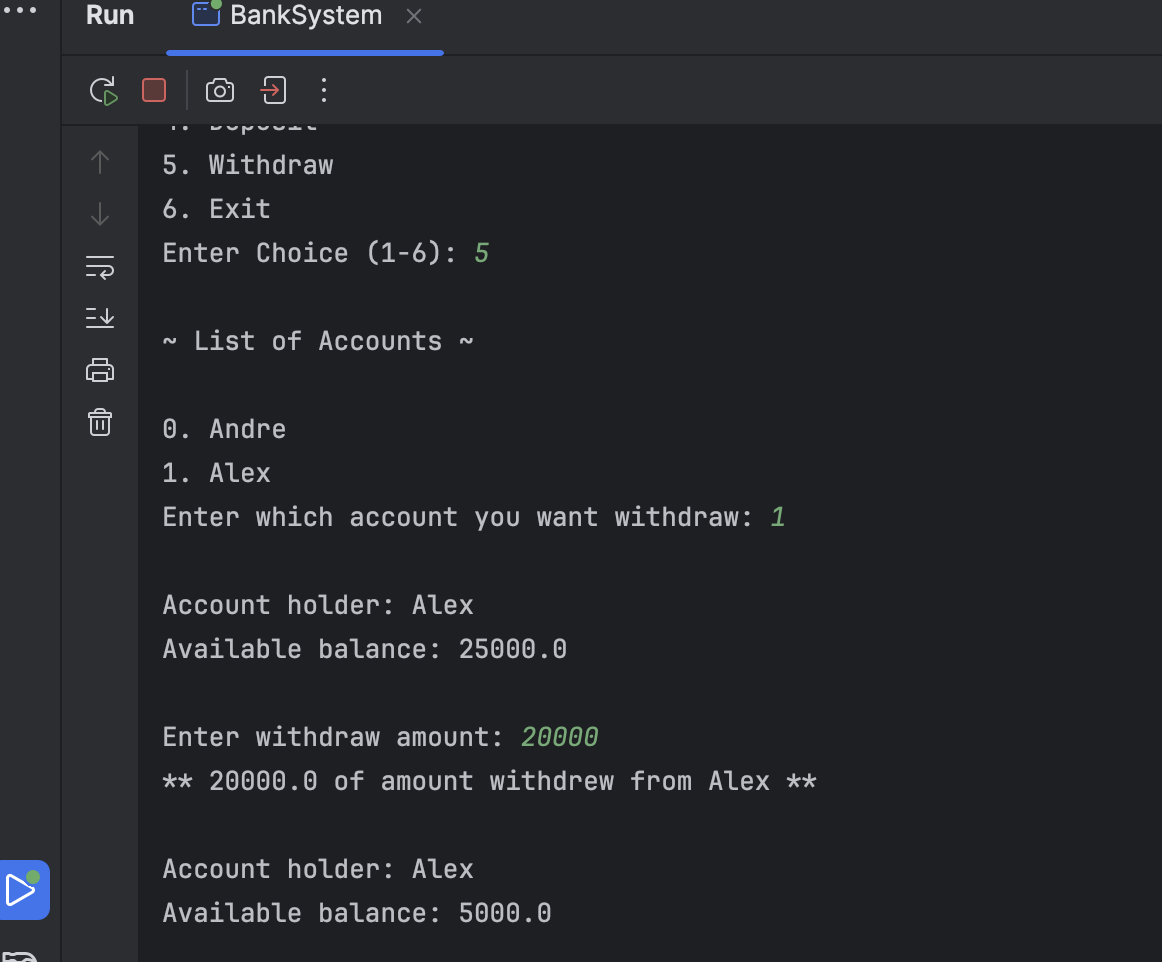 Run BankSystem
4. Deposit
5. Withdraw
6. Exit
Enter Choice (1-6): 5
~ List of Accounts ~
0. Andre
1. Alex
Enter which account you want withdraw: 1
Account holder: Alex
Available balance: 25000.0
Enter withdraw amount: 20000
** 20000.0 of amount withdrew from Alex **
Account holder: Alex
Available balance: 5000.0